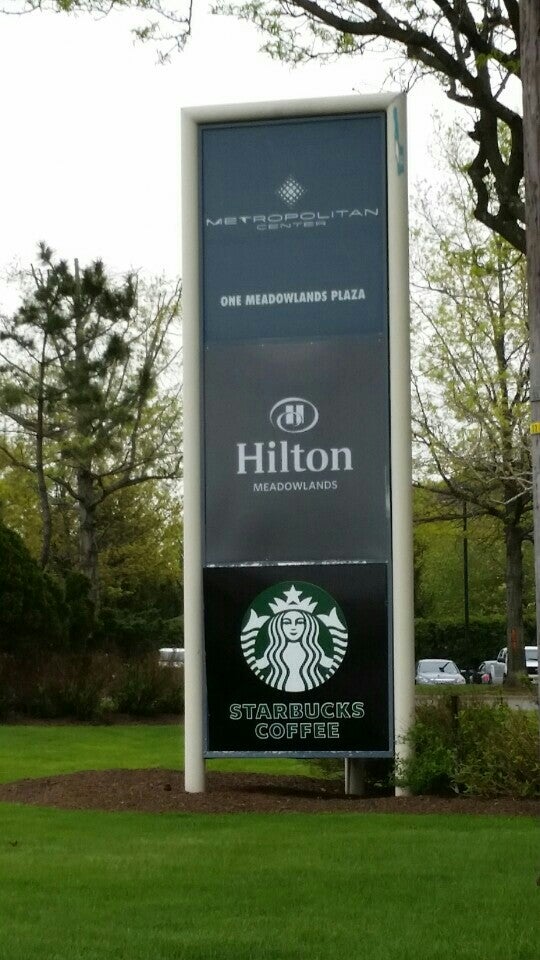 METROPOLITAN
CENTER
ONE MEADOWLANDS PLAZA
H
Hilton
MEADOWLANDS
STARBUCKS
COFFEE